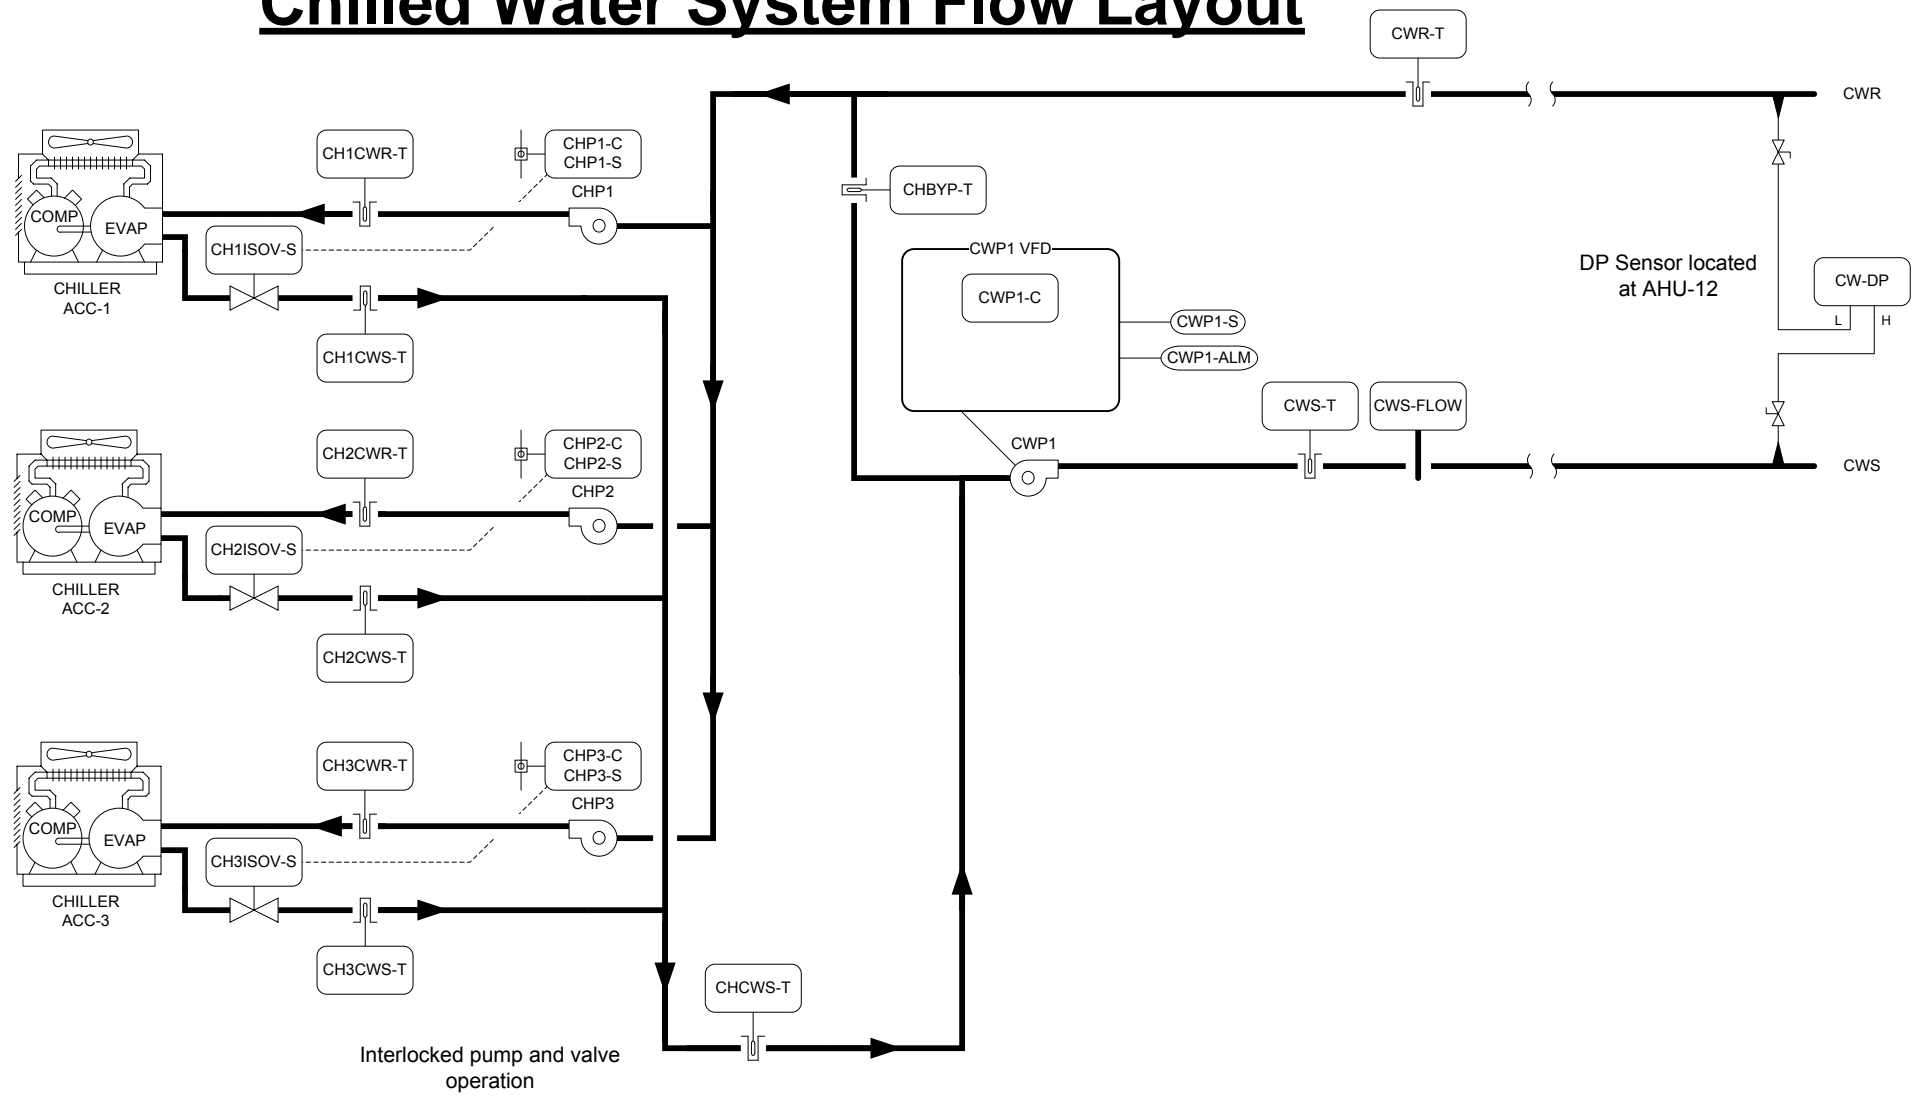 Chilled Water System Flow Layout
CWR-T
CWR
CH1CWR-T
CHP1-C
CHP1-S
CHP1
COMP
EVAP
CH1ISOV-S
CHILLER
ACC-1
CH1CWS-T
CHBYP-T
CWP1 VFD
CWP1-C
CWP1-S
CWP1-ALM
DP Sensor located
at AHU-12
CW-DP
L
H
CWS-T
CWS-FLOW
CWP1
CWS
CH2CWR-T
CHP2-C
CHP2-S
CHP2
COMP
EVAP
CH2ISOV-S
CHILLER
ACC-2
CH2CWS-T
CH3CWR-T
CHP3-C
CHP3-S
CHP3
COMP
EVAP
CH3ISOV-S
CHILLER
ACC-3
CH3CWS-T
CHCWS-T
Interlocked pump and valve
operation